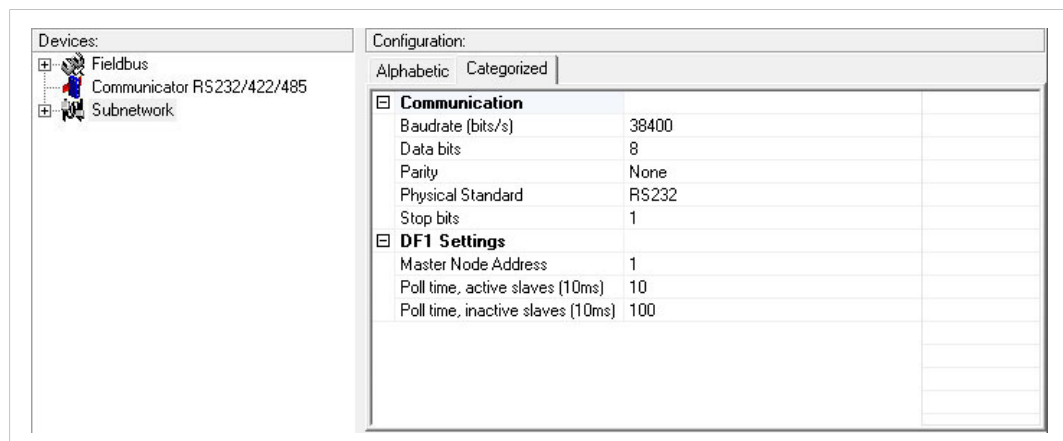 Devices:
Fieldbus
Communicator RS232/422/485
Subnetwork
Configuration:
Alphabetic Categorized
Communication
Baudrate (bits/s) 38400
Data bits 8
Parity None
Physical Standard RS232
Stop bits 1
DF1 Settings
Master Node Address 1
Poll time, active slaves (10ms) 10
Poll time, inactive slaves (10ms) 100